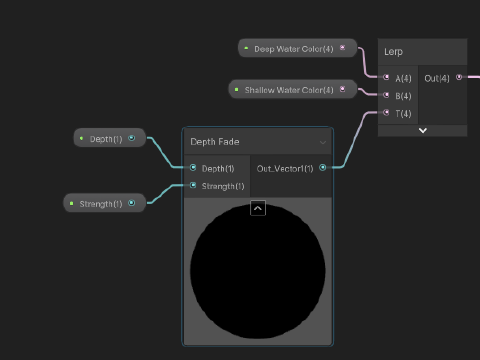 Deep Water Color(4)
Lerp
Shallow Water Color(4)
A(4)
Out(4)
B(4)
T(4)
Depth(1)
Depth Fade
Depth(1)
Out_Vector1(1)
Strength(1)
Strength(1)